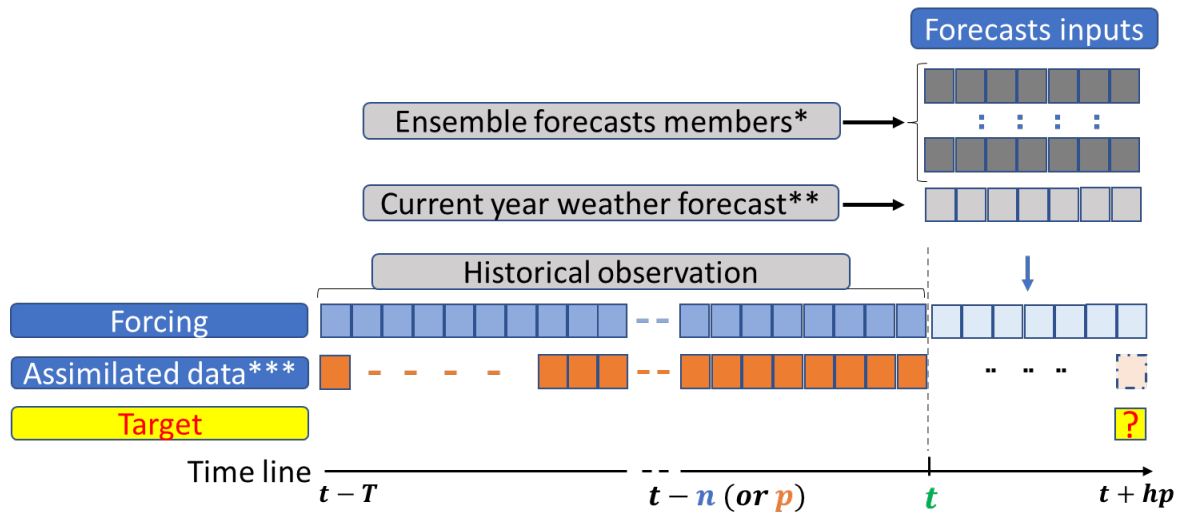 Forecasts inputs
Ensemble forecasts members*
Current year weather forecast**
Historical observation
Forcing
Assimilated data***
Target
?
Time line
t − T
t − n (or p)
t
t + hp